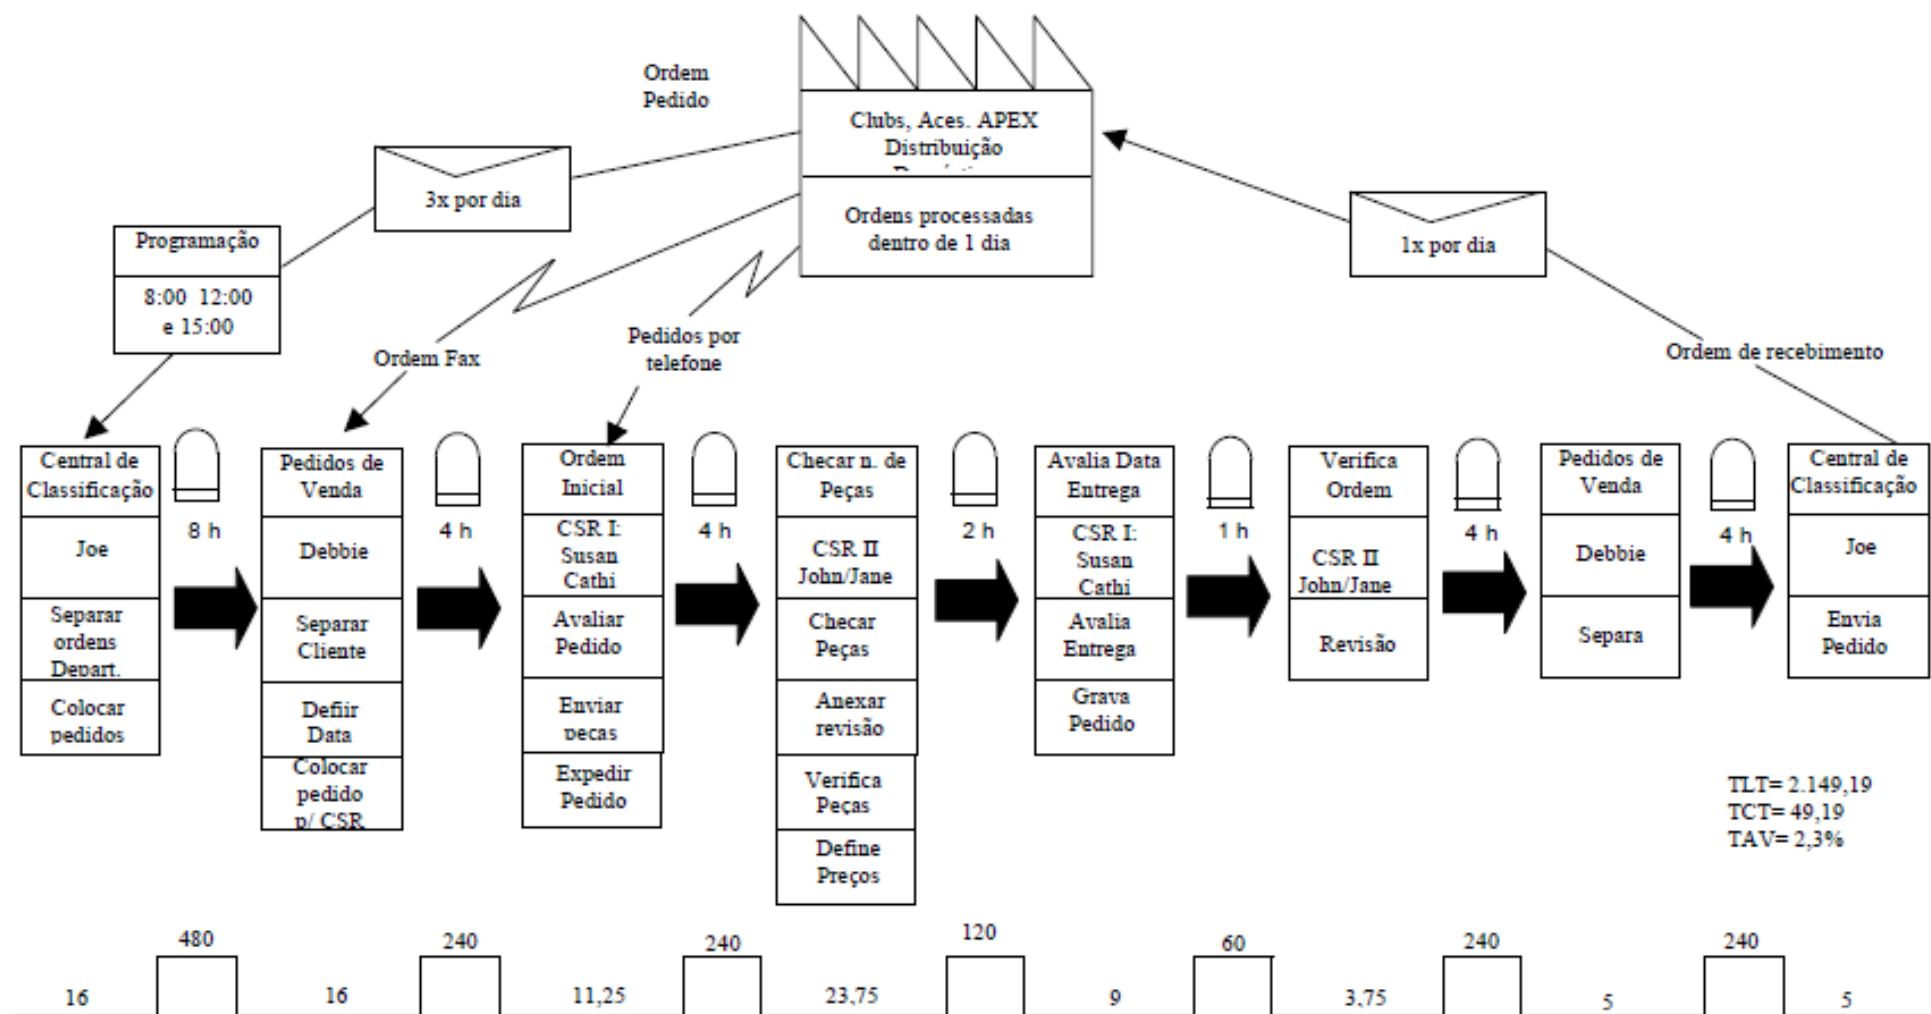 Ordem
Pedido
Clubs, Aces. APEX
Distribuição
Ordens processadas
dentro de 1 dia
3x por dia
1x por dia
Programação
8:00 12:00
e 15:00
Ordem Fax
Pedidos por
telefone
Ordem de recebimento
Central de
Classificação
Joe
Separar
ordens
Depart.
Colocar
pedidos
8 h
Pedidos de
Venda
Debbie
Separar
Cliente
Defiir
Data
Colocar
pedido
p/ CSR
4 h
Ordem
Inicial
CSR I:
Susan
Cathi
Avaliar
Pedido
Enviar
peças
Expedir
Pedido
4 h
Checar n. de
Peças
CSR II
John/Jane
Checar
Peças
Anexar
revisão
Verifica
Peças
Define
Preços
2 h
Avalia Data
Entrega
CSR I:
Susan
Cathi
Avalia
Entrega
Grava
Pedido
1 h
Verifica
Ordem
CSR II
John/Jane
Revisão
4 h
Pedidos de
Venda
Debbie
Separa
4 h
Central de
Classificação
Joe
Envia
Pedido
TLT= 2.149,19
TCT= 49,19
TAV= 2,3%
480
240
240
120
60
240
240
16
16
11,25
23,75
9
3,75
5
5